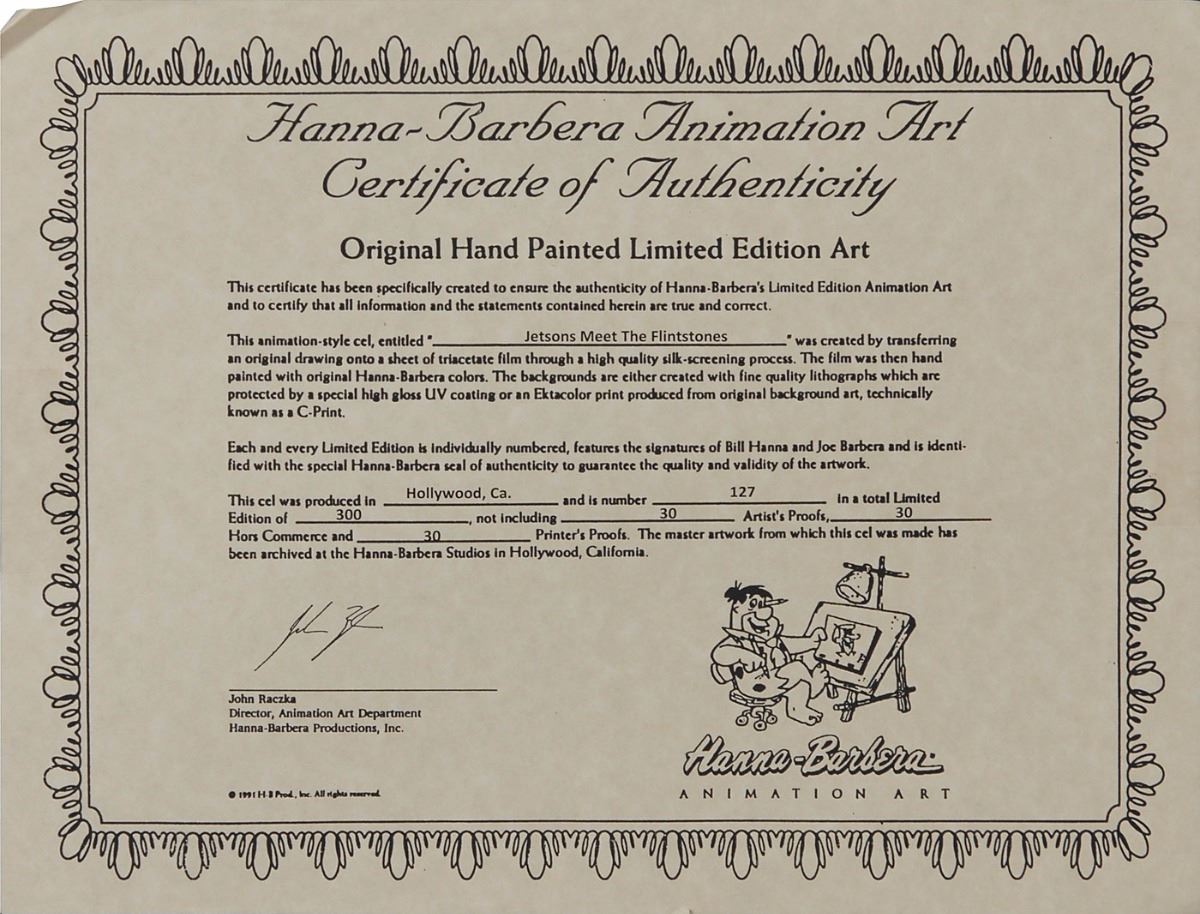 Hanna-Barbera Animation Art
Certificate of Authenticity
Original Hand Painted Limited Edition Art
This certificate has been specifically created to ensure the authenticity of Hanna-Barbera's Limited Edition Animation Art
and to certify that all information and the statements contained herein are true and correct.
This animation-style cel, entitled " Jetsons Meet The Flintstones " was created by transferring
an original drawing onto a sheet of triacetate film through a high quality silk-screening process. The film was then hand
painted with original Hanna-Barbera colors. The backgrounds are either created with fine quality lithographs which are
protected by a special high gloss UV coating or an Ektacolor print produced from original background art, technically
known as a C-Print.
Each and every Limited Edition is individually numbered, features the signatures of Bill Hanna and Joe Barbera and is identi-
fied with the special Hanna-Barbera seal of authenticity to guarantee the quality and validity of the artwork.
This cel was produced in Hollywood, Ca. and is number 127 in a total Limited
Edition of 300, not including 30 Artist's Proofs, 30
Hors Commerce and 30 Printer's Proofs. The master artwork from which this cel was made has
been archived at the Hanna-Barbera Studios in Hollywood, California.
John Raczka
Director, Animation Art Department
Hanna-Barbera Productions, Inc.
© 1991 H-B Prod., Inc. All rights reserved.
Hanna-Barbera
ANIMATION ART